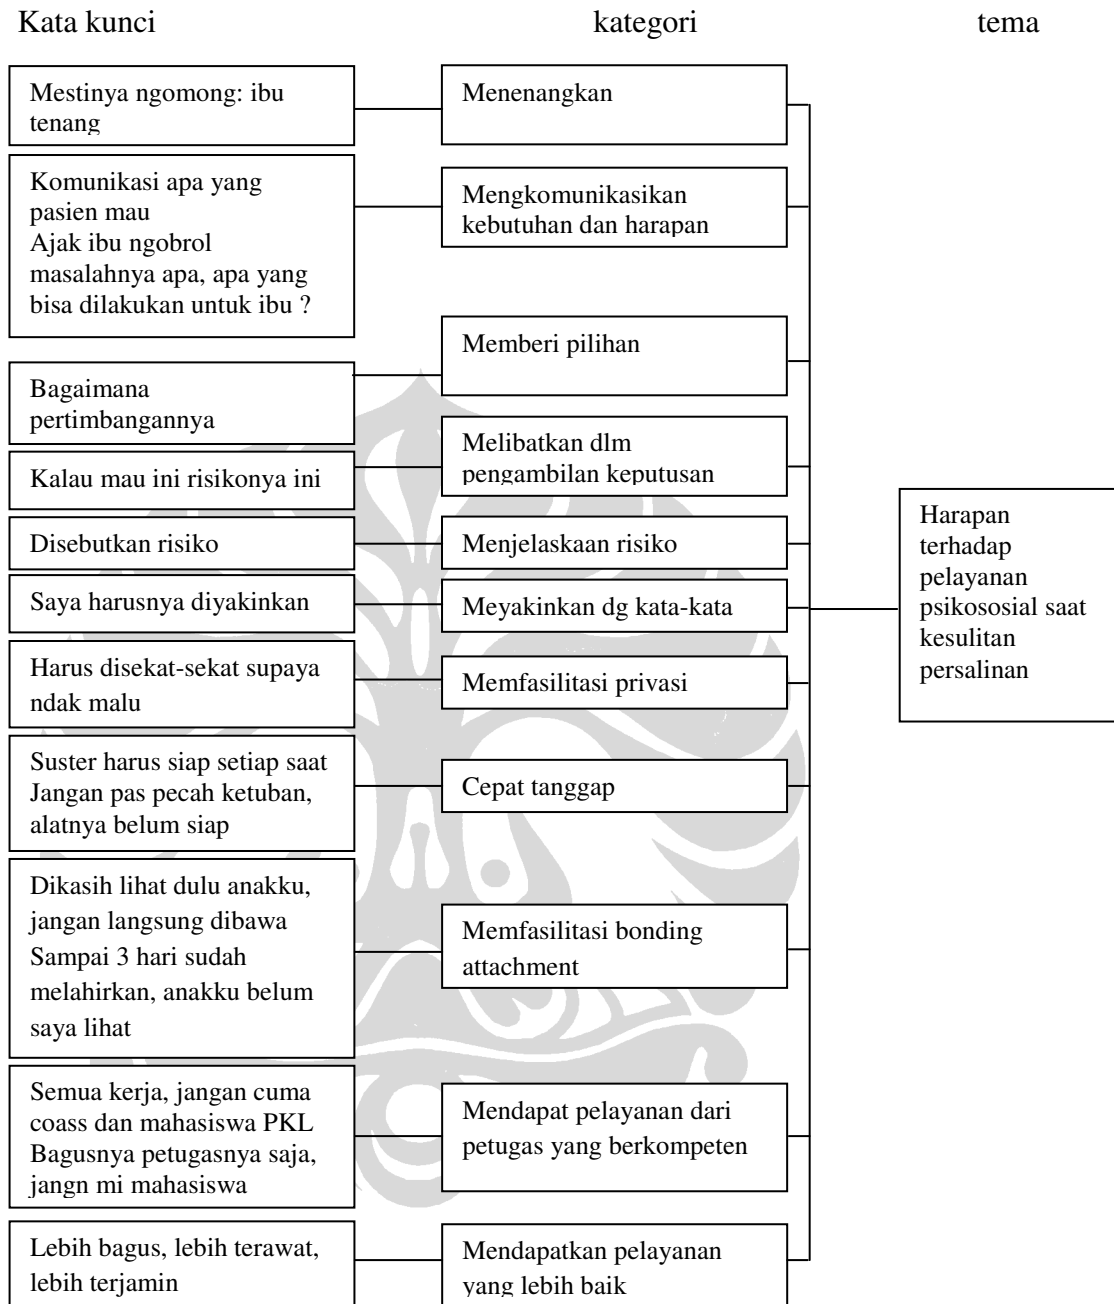 Kata kunci kategori tema
Mestinya ngomong: ibu
tenang
Menenangkan
Komunikasi apa yang
pasien mau
Ajak ibu ngobrol
masalahnya apa, apa yang
bisa dilakukan untuk ibu ?
Mengkomunikasikan
kebutuhan dan harapan
Bagaimana
pertimbangannya
Memberi pilihan
Kalau mau ini risikonya ini
Melibatkan dlm
pengambilan keputusan
Disebutkan risiko
Menjelaskaan risiko
Saya harusnya diyakinkan
Meyakinkan dg kata-kata
Harus disekat-sekat supaya
ndak malu
Memfasilitasi privasi
Suster harus siap setiap saat
Jangan pas pecah ketuban,
alatnya belum siap
Cepat tanggap
Dikasih lihat dulu anakku,
jangan langsung dibawa
Sampai 3 hari sudah
melahirkan, anakku belum
saya lihat
Memfasilitasi bonding
attachment
Semua kerja, jangan cuma
coass dan mahasiswa PKL
Bagusnya petugasnya saja,
jangn mi mahasiswa
Mendapat pelayanan dari
petugas yang berkompeten
Lebih bagus, lebih terawat,
lebih terjamin
Mendapatkan pelayanan
yang lebih baik
Harapan
terhadap
pelayanan
psikososial saat
kesulitan
persalinan